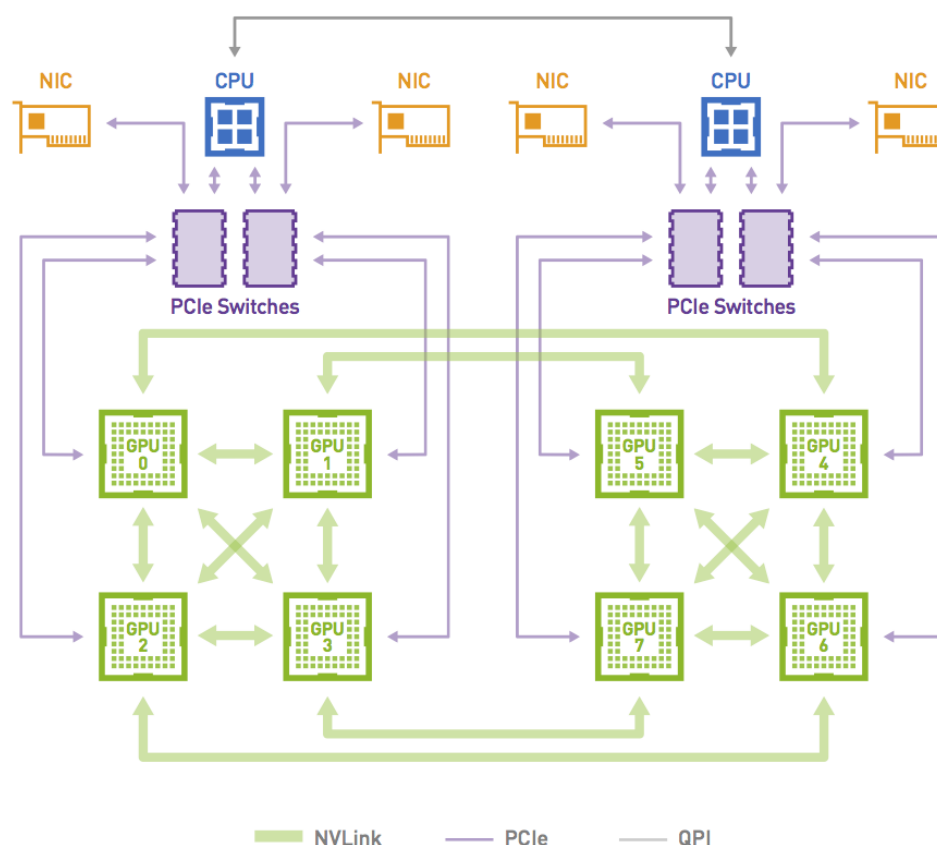 NIC CPU NIC NIC CPU NIC
PCIe Switches PCIe Switches
GPU 0
GPU 1
GPU 5
GPU 4
GPU 2
GPU 3
GPU 7
GPU 6
NVLink PCIe QPI